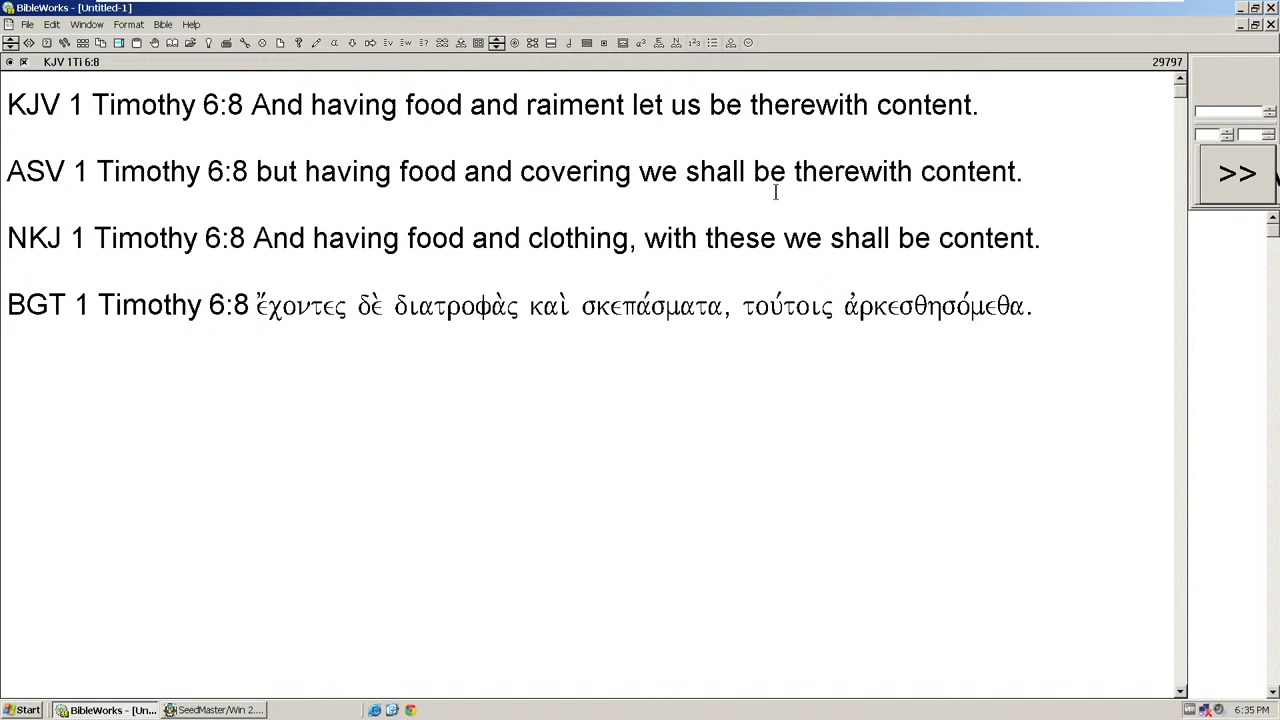 BibleWorks - [Untitled-1]
File Edit Window Format Bible Help
KJV 1Ti 6:8 29797
KJV 1 Timothy 6:8 And having food and raiment let us be therewith content.
ASV 1 Timothy 6:8 but having food and covering we shall be therewith content.
>>
NKJ 1 Timothy 6:8 And having food and clothing, with these we shall be content.
BGT 1 Timothy 6:8 ἔχοντες δὲ διατροφὰς καὶ σκεπάσματα, τούτοις ἀρκεσθησόμεθα.
Start BibleWorks - [Un... SeedMaster/Win 2.... 6:35 PM